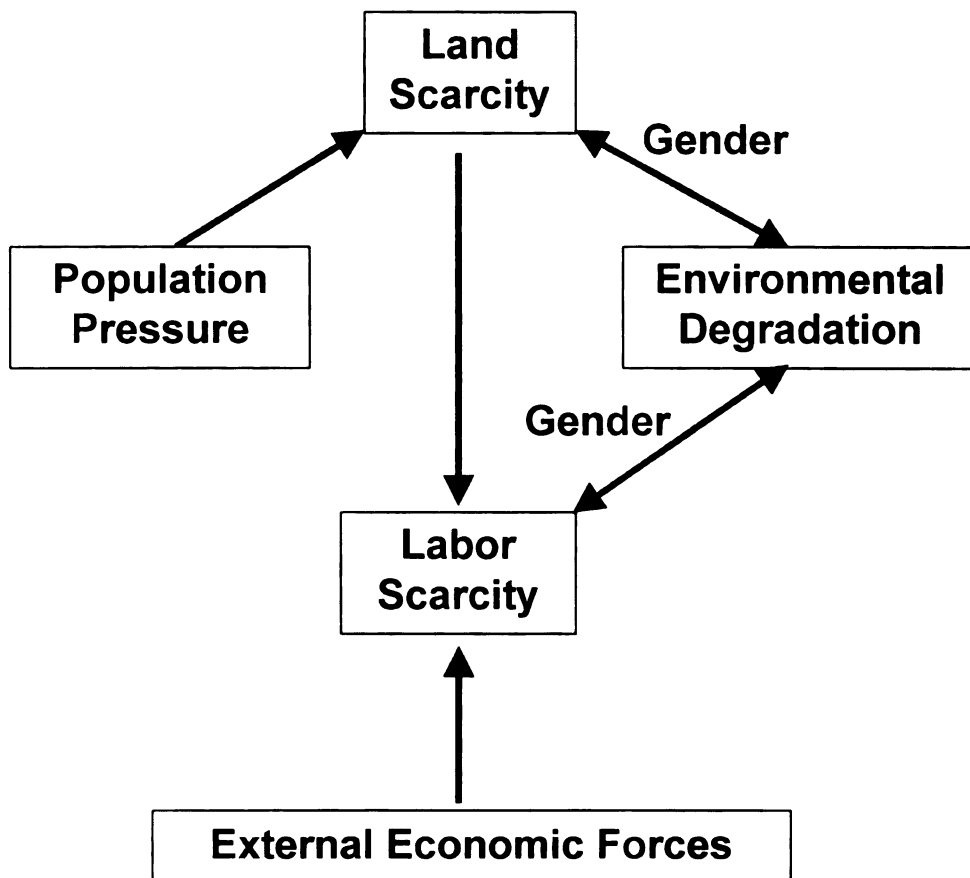 Land
Scarcity
Gender
Population
Pressure
Environmental
Degradation
Gender
Labor
Scarcity
External Economic Forces